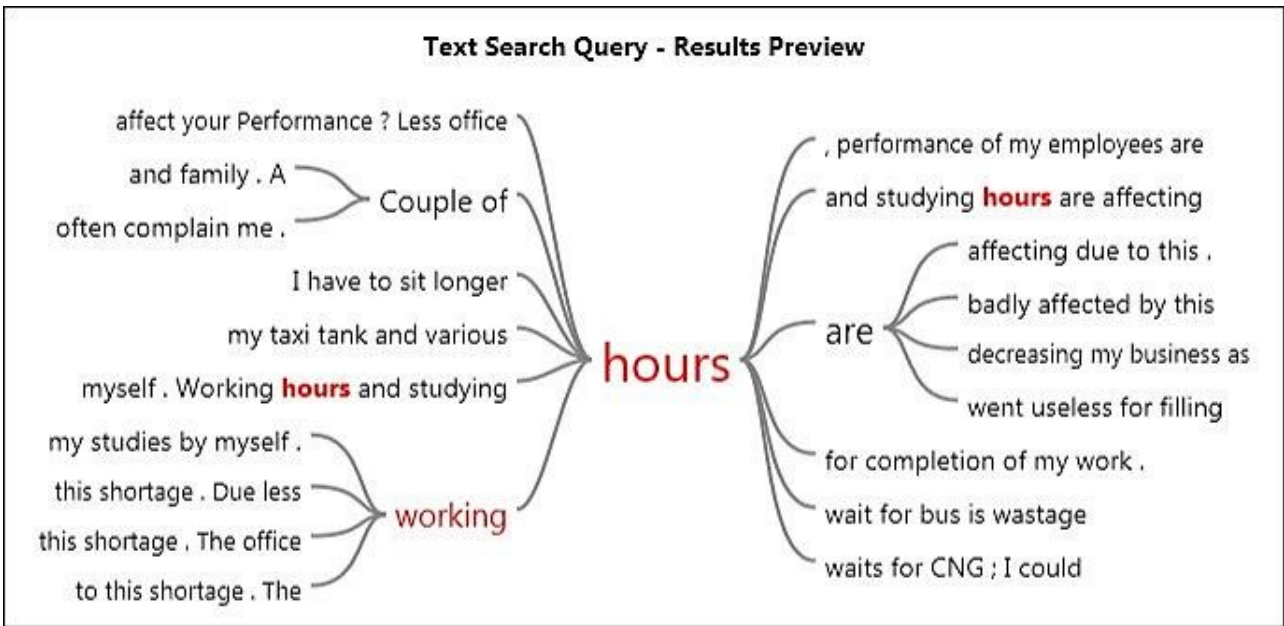 Text Search Query - Results Preview
affect your Performance ? Less office
and family . A
often complain me .
Couple of
I have to sit longer
my taxi tank and various
myself . Working hours and studying
my studies by myself .
this shortage . Due less
this shortage . The office
to this shortage . The
working
hours
, performance of my employees are
and studying hours are affecting
are
affecting due to this .
badly affected by this
decreasing my business as
went useless for filling
for completion of my work .
wait for bus is wastage
waits for CNG ; I could